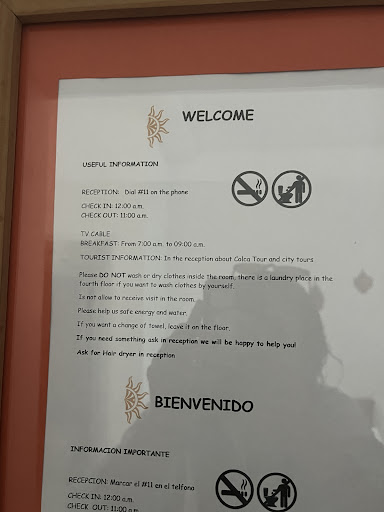 WELCOME
USEFUL INFORMATION
RECEPTION: Dial #11 on the phone
CHECK IN: 12:00 a.m.
CHECK OUT: 11:00 a.m.
TV CABLE
BREAKFAST: From 7:00 a.m. to 09:00 a.m.
TOURIST INFORMATION: In the reception about Colca Tour and city tours
Please DO NOT wash or dry clothes inside the room, there is a laundry place in the
fourth floor if you want to wash clothes by yourself.
Is not allow to receive visit in the room.
Please help us safe energy and water.
If you want a change of towel, leave it on the floor.
If you need something ask in reception we will be happy to help you!
Ask for Hair dryer in reception
BIENVENIDO
INFORMACION IMPORTANTE
RECEPCION: Marcar el #11 en el telfono
CHECK IN: 12:00 a.m.
CHECK OUT: 11:00 a.m.